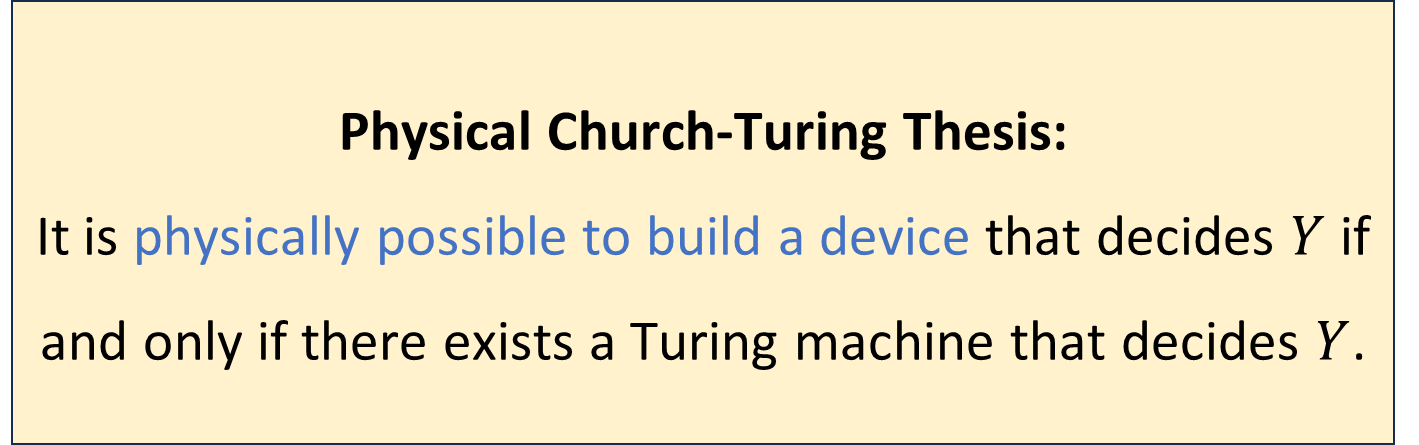 Physical Church-Turing Thesis:
It is physically possible to build a device that decides Y if
and only if there exists a Turing machine that decides Y.